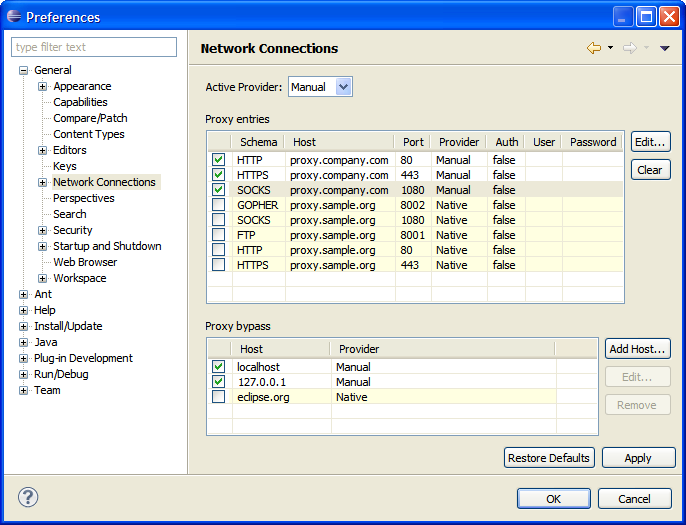 Preferences
type filter text
General
Appearance
Capabilities
Compare/Patch
Content Types
Editors
Keys
Network Connections
Perspectives
Search
Security
Startup and Shutdown
Web Browser
Workspace
Ant
Help
Install/Update
Java
Plug-in Development
Run/Debug
Team
Network Connections
Active Provider: Manual
Proxy entries
Schema Host Port Provider Auth User Password
HTTP proxy.company.com 80 Manual false
HTTPS proxy.company.com 443 Manual false
SOCKS proxy.company.com 1080 Manual false
GOPHER proxy.sample.org 8002 Native false
SOCKS proxy.sample.org 1080 Native false
FTP proxy.sample.org 8001 Native false
HTTP proxy.sample.org 80 Native false
HTTPS proxy.sample.org 443 Native false
Edit...
Clear
Proxy bypass
Host Provider
localhost Manual
127.0.0.1 Manual
eclipse.org Native
Add Host...
Edit...
Remove
Restore Defaults Apply
? OK Cancel